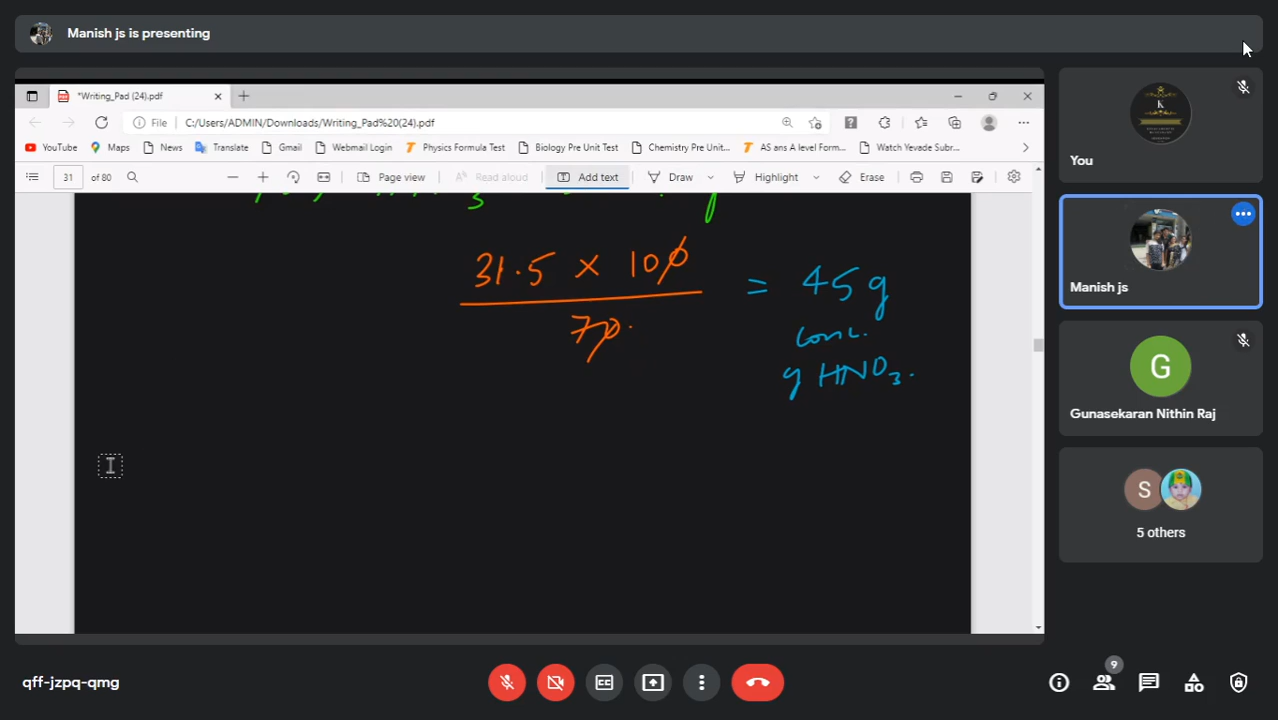 Manish js is presenting
*Writing_Pad (24).pdf
File C:/Users/ADMIN/Downloads/Writing_Pad%20(24).pdf
YouTube Maps News Translate Gmail Webmail Login Physics Formula Test Biology Pre Unit Test Chemistry Pre Unit... AS ans A level Form... Watch Yevade Subr...
31 of 80 Page view Read aloud Add text Draw Highlight Erase
31.5 × 100
70.
= 45g
conc.
g HNO3.
K
You
Manish js
G
Gunasekaran Nithin Raj
S
5 others
qff-jzpq-qmg
CC
9